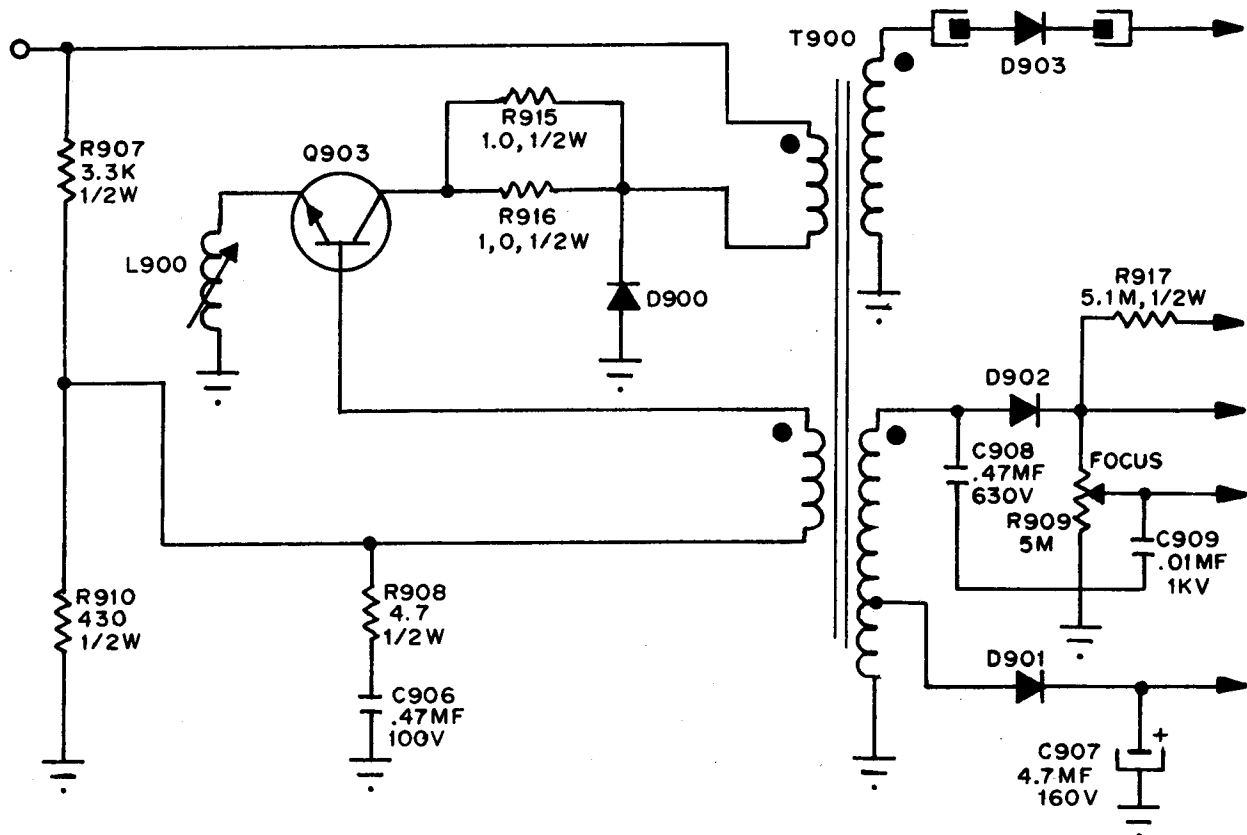 T900
D903
R907
3.3K
1/2W
Q903
R915
1.0, 1/2W
R916
1,0, 1/2W
L900
D900
R917
5.1M, 1/2W
D902
C908
.47MF
630V
FOCUS
R909
5M
C909
.01MF
1KV
R910
430
1/2W
R908
4.7
1/2W
C906
.47MF
100V
D901
+
C907
4.7MF
160V